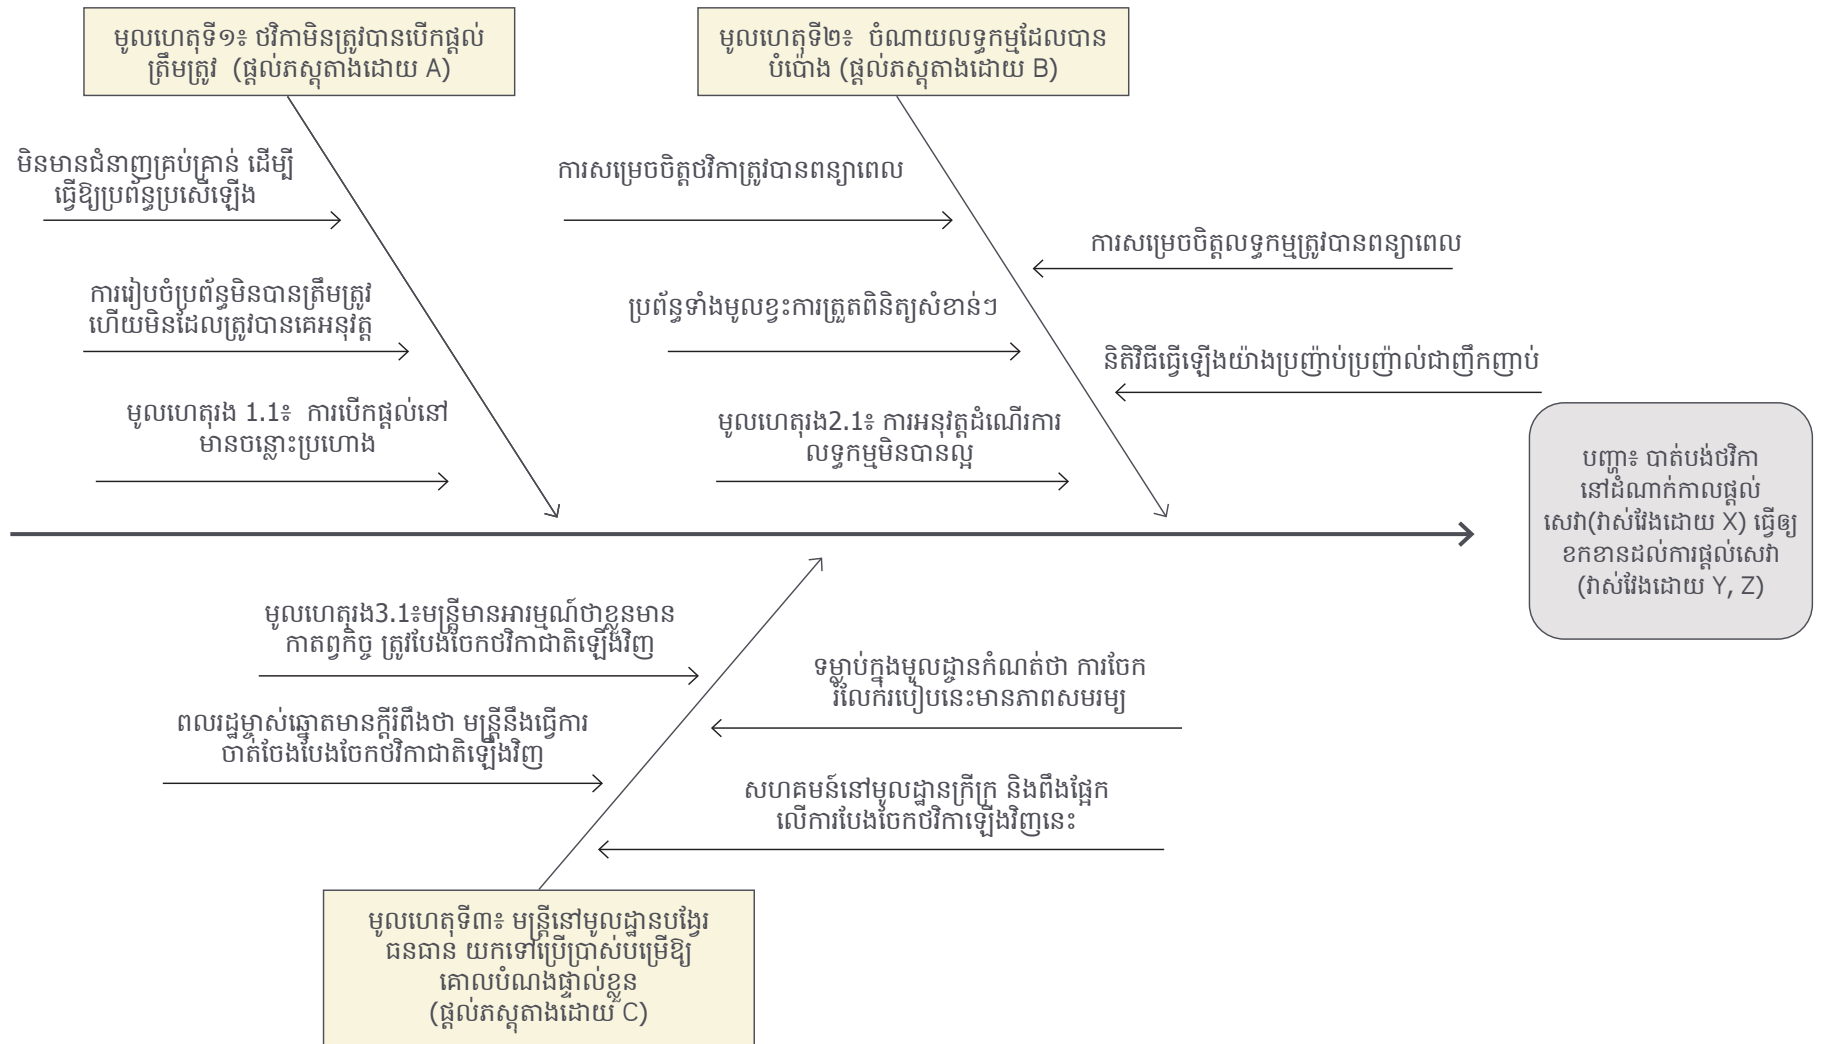 មូលហេតុទី១៖ ថវិកាមិនត្រូវបានបើកផ្តល់
ត្រឹមត្រូវ  (ផ្តល់ភស្តុតាងដោយ A)
មូលហេតុទី២៖  ចំណាយលទ្ធកម្មដែលបាន
បំប៉ោង (ផ្តល់ភស្តុតាងដោយ B)
មិនមានជំនាញគ្រប់គ្រាន់ ដើម្បី
ធ្វើឱ្យប្រព័ន្ធប្រសើឡើង
ការរៀបចំប្រព័ន្ធមិនបានត្រឹមត្រូវ
ហើយមិនដែលត្រូវបានគេអនុវត្ត
មូលហេតុរង 1.1៖  ការបើកផ្តល់នៅ
មានចន្លោះប្រហោង
ការសម្រេចចិត្តថវិកាត្រូវបានពន្យាពេល
ប្រព័ន្ធទាំងមូលខ្វះការត្រួតពិនិត្យសំខាន់ៗ
មូលហេតុរង2.1៖ ការអនុវត្តដំណើរការ
លទ្ធកម្មមិនបានល្អ
ការសម្រេចចិត្តលទ្ធកម្មត្រូវបានពន្យាពេល
និតិវិធីធ្វើឡើងយ៉ាងប្រញ៉ាប់ប្រញ៉ាល់ជាញឹកញាប់
បញ្ហា៖ បាត់បង់ថវិកា
នៅដំណាក់កាលផ្តល់
សេវា(វាស់វែងដោយ X) ធ្វើឲ្យ
ខកខានដល់ការផ្តល់សេវា
(វាស់វែងដោយ Y, Z)
មូលហេតុរង3.1៖មន្ត្រីមានអារម្មណ៍ថាខ្លួនមាន
កាតព្វកិច្ច ត្រូវបែងចែកថវិកាជាតិឡើងវិញ
ពលរដ្ឋម្ចាស់ឆ្នោតមានក្តីរំពឹងថា មន្ត្រីនឹងធ្វើការ
ចាត់ចែងបែងចែកថវិកាជាតិឡើងវិញ
ទម្លាប់ក្នុងមូលដ្ឋានកំណត់ថា ការចែក
រំលែករបៀបនេះមានភាពសមរម្យ
សហគមន៍នៅមូលដ្ឋានក្រីក្រ និងពឹងផ្អែក
លើការបែងចែកថវិកាឡើងវិញនេះ
មូលហេតុទី៣៖ មន្ត្រីនៅមូលដ្ឋានបង្វែរ
ធនធាន យកទៅប្រើប្រាស់បម្រើឱ្យ
គោលបំណងផ្ទាល់ខ្លួន
(ផ្តល់ភស្តុតាងដោយ C)